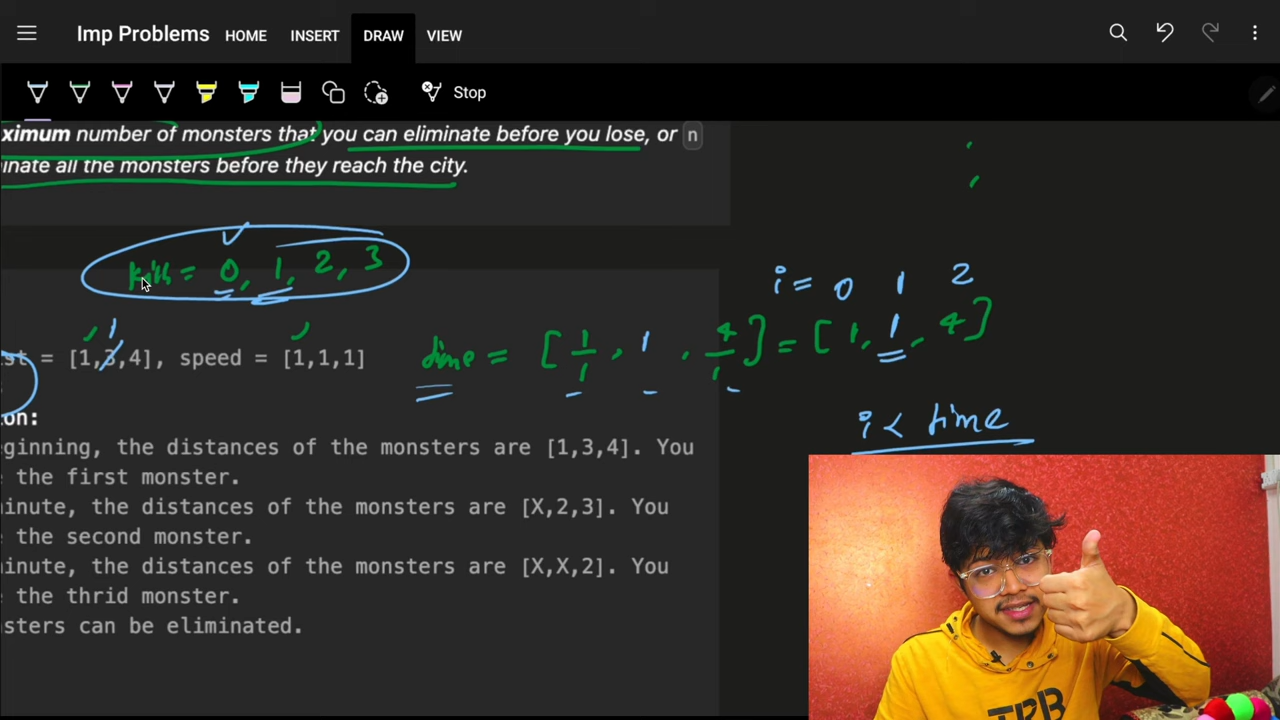 Imp Problems HOME INSERT DRAW VIEW
Stop
ximum number of monsters that you can eliminate before you lose, or n
inate all the monsters before they reach the city.
= 0, 1, 2, 3
i = 0 1 2
1
st = [1,3,4], speed = [1,1,1]
time = [1/1, 1, 4/1] = [1, 1, 4]
i < time
on:
ginning, the distances of the monsters are [1,3,4]. You
e the first monster.
inute, the distances of the monsters are [X,2,3]. You
e the second monster.
inute, the distances of the monsters are [X,X,2]. You
e the thrid monster.
nsters can be eliminated.
TRB